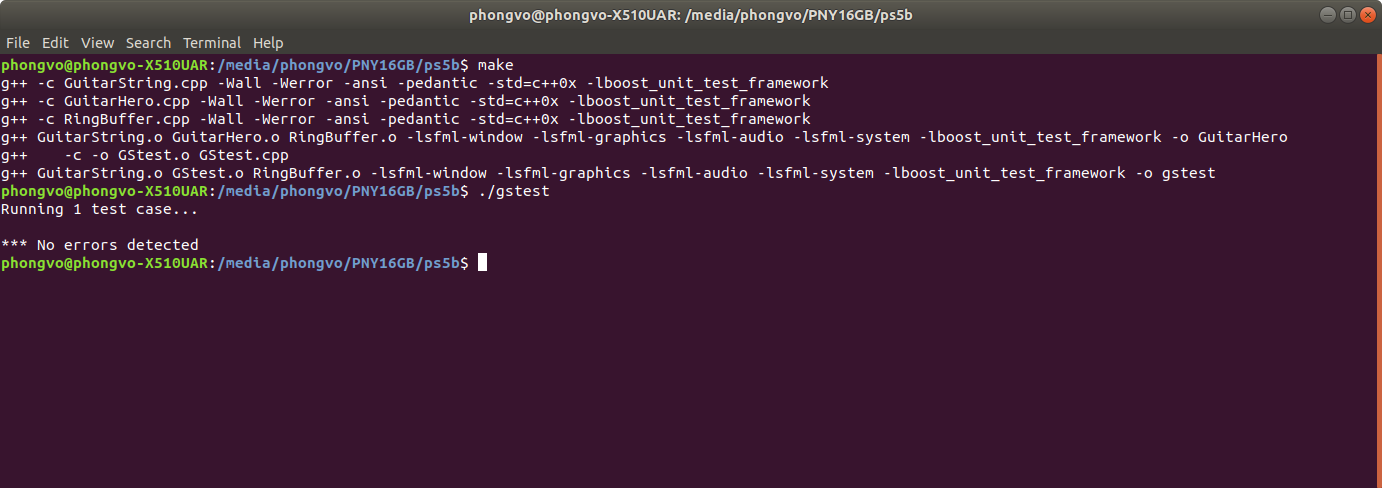 phongvo@phongvo-X510UAR: /media/phongvo/PNY16GB/ps5b
File Edit View Search Terminal Help
phongvo@phongvo-X510UAR:/media/phongvo/PNY16GB/ps5b$ make
g++ -c GuitarString.cpp -Wall -Werror -ansi -pedantic -std=c++0x -lboost_unit_test_framework
g++ -c GuitarHero.cpp -Wall -Werror -ansi -pedantic -std=c++0x -lboost_unit_test_framework
g++ -c RingBuffer.cpp -Wall -Werror -ansi -pedantic -std=c++0x -lboost_unit_test_framework
g++ GuitarString.o GuitarHero.o RingBuffer.o -lsfml-window -lsfml-graphics -lsfml-audio -lsfml-system -lboost_unit_test_framework -o GuitarHero
g++    -c -o GStest.o GStest.cpp
g++ GuitarString.o GStest.o RingBuffer.o -lsfml-window -lsfml-graphics -lsfml-audio -lsfml-system -lboost_unit_test_framework -o gstest
phongvo@phongvo-X510UAR:/media/phongvo/PNY16GB/ps5b$ ./gstest
Running 1 test case...
*** No errors detected
phongvo@phongvo-X510UAR:/media/phongvo/PNY16GB/ps5b$